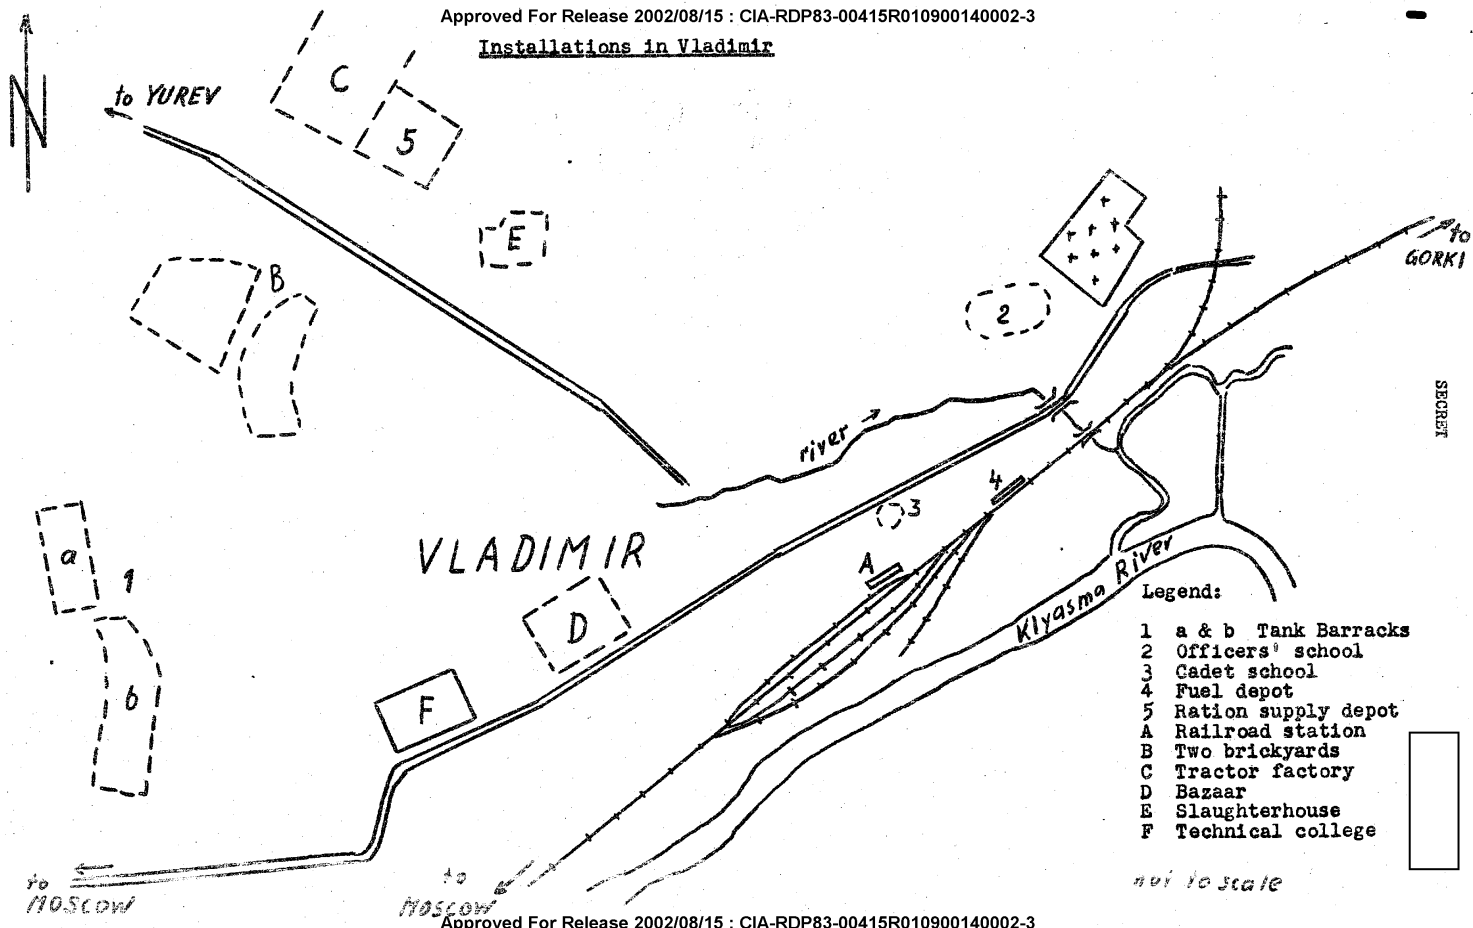 Approved For Release 2002/08/15 : CIA-RDP83-00415R010900140002-3
Installations in Vladimir
N
to YUREV
C
5
E
B
2
to
GORKI
SECRET
river
4
3
A
VLADIMIR
a
1
D
b
F
Klyasma River
Legend:
1 a & b Tank Barracks
2 Officers' school
3 Cadet school
4 Fuel depot
5 Ration supply depot
A Railroad station
B Two brickyards
C Tractor factory
D Bazaar
E Slaughterhouse
F Technical college
not to scale
to
MOSCOW
to
MOSCOW
Approved For Release 2002/08/15 : CIA-RDP83-00415R010900140002-3